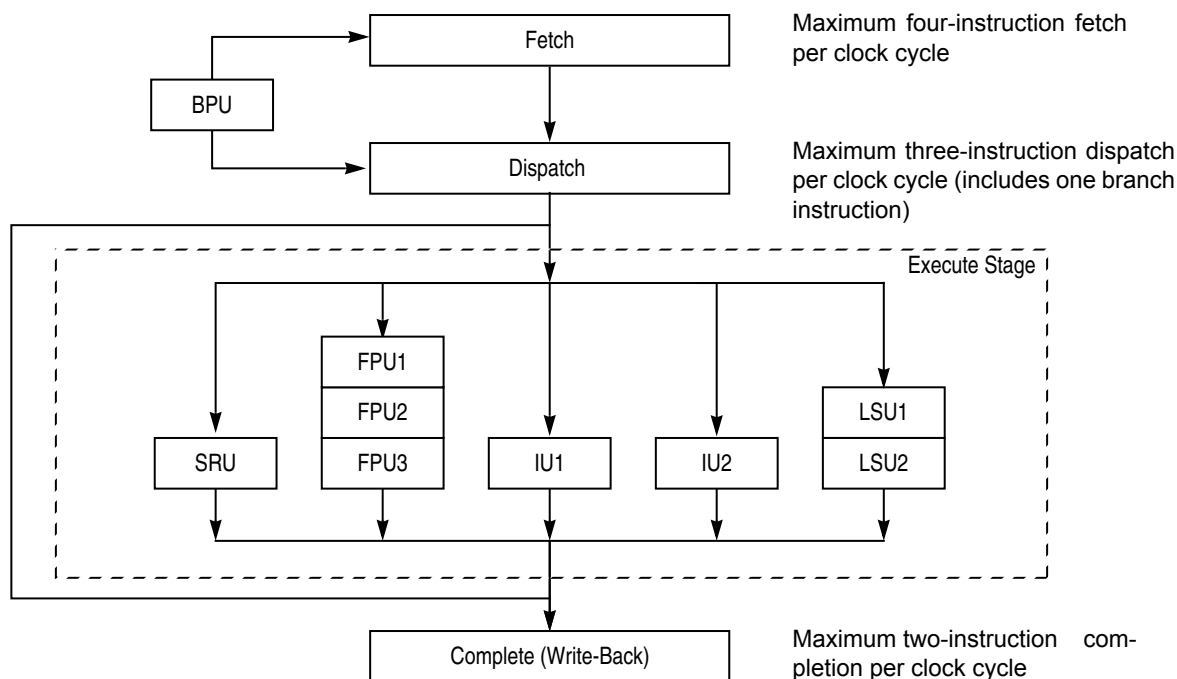 Maximum four-instruction fetch
per clock cycle
Fetch
BPU
Maximum three-instruction dispatch
per clock cycle (includes one branch
instruction)
Dispatch
Execute Stage
FPU1
FPU2
LSU1
SRU
FPU3
IU1
IU2
LSU2
Complete (Write-Back)
Maximum two-instruction com-
pletion per clock cycle